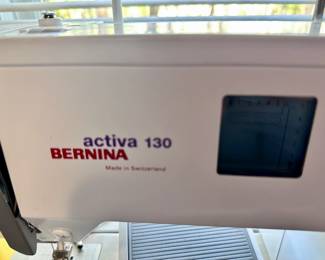 activa 130
BERNINA
Made in Switzerland